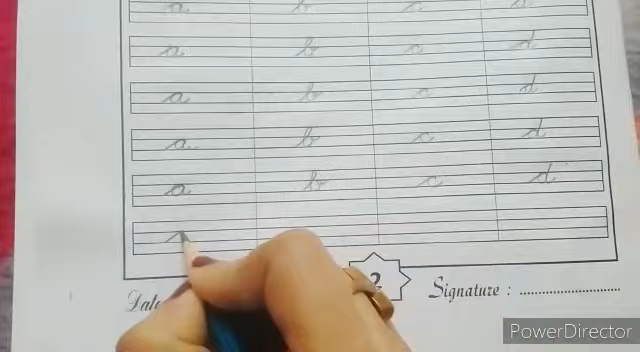 a b c d
a b c d
a b c d
a b c d
a b c d
2
Signature : ....................
PowerDirector